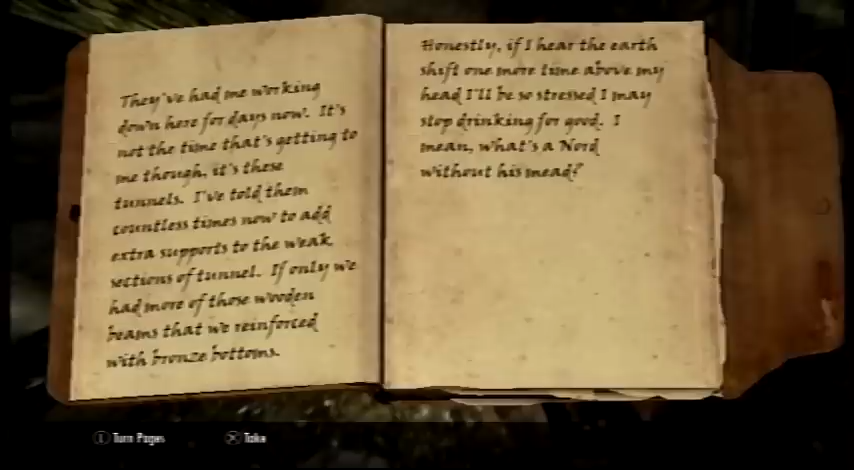 They've had me working
down here for days now. It's
not the time that's getting to
me though, it's these
tunnels. I've told them
countless times now to add
extra supports to the weak
sections of tunnel. If only we
had more of those wooden
beams that we reinforced
with bronze bottoms.
Honestly, if I hear the earth
shift one more time above my
head I'll be so stressed I may
stop drinking for good. I
mean, what's a Nord
without his mead?
Turn Pages
Take